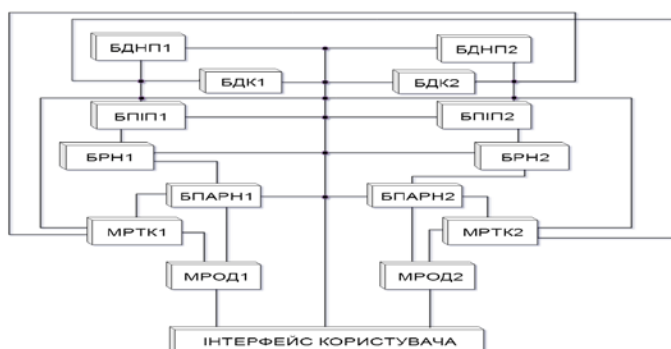 БДНП1
БДНП2
БДК1
БДК2
БПІП1
БПІП2
БРН1
БРН2
БПАРН1
БПАРН2
МРТК1
МРТК2
МРОД1
МРОД2
ІНТЕРФЕЙС КОРИСТУВАЧА